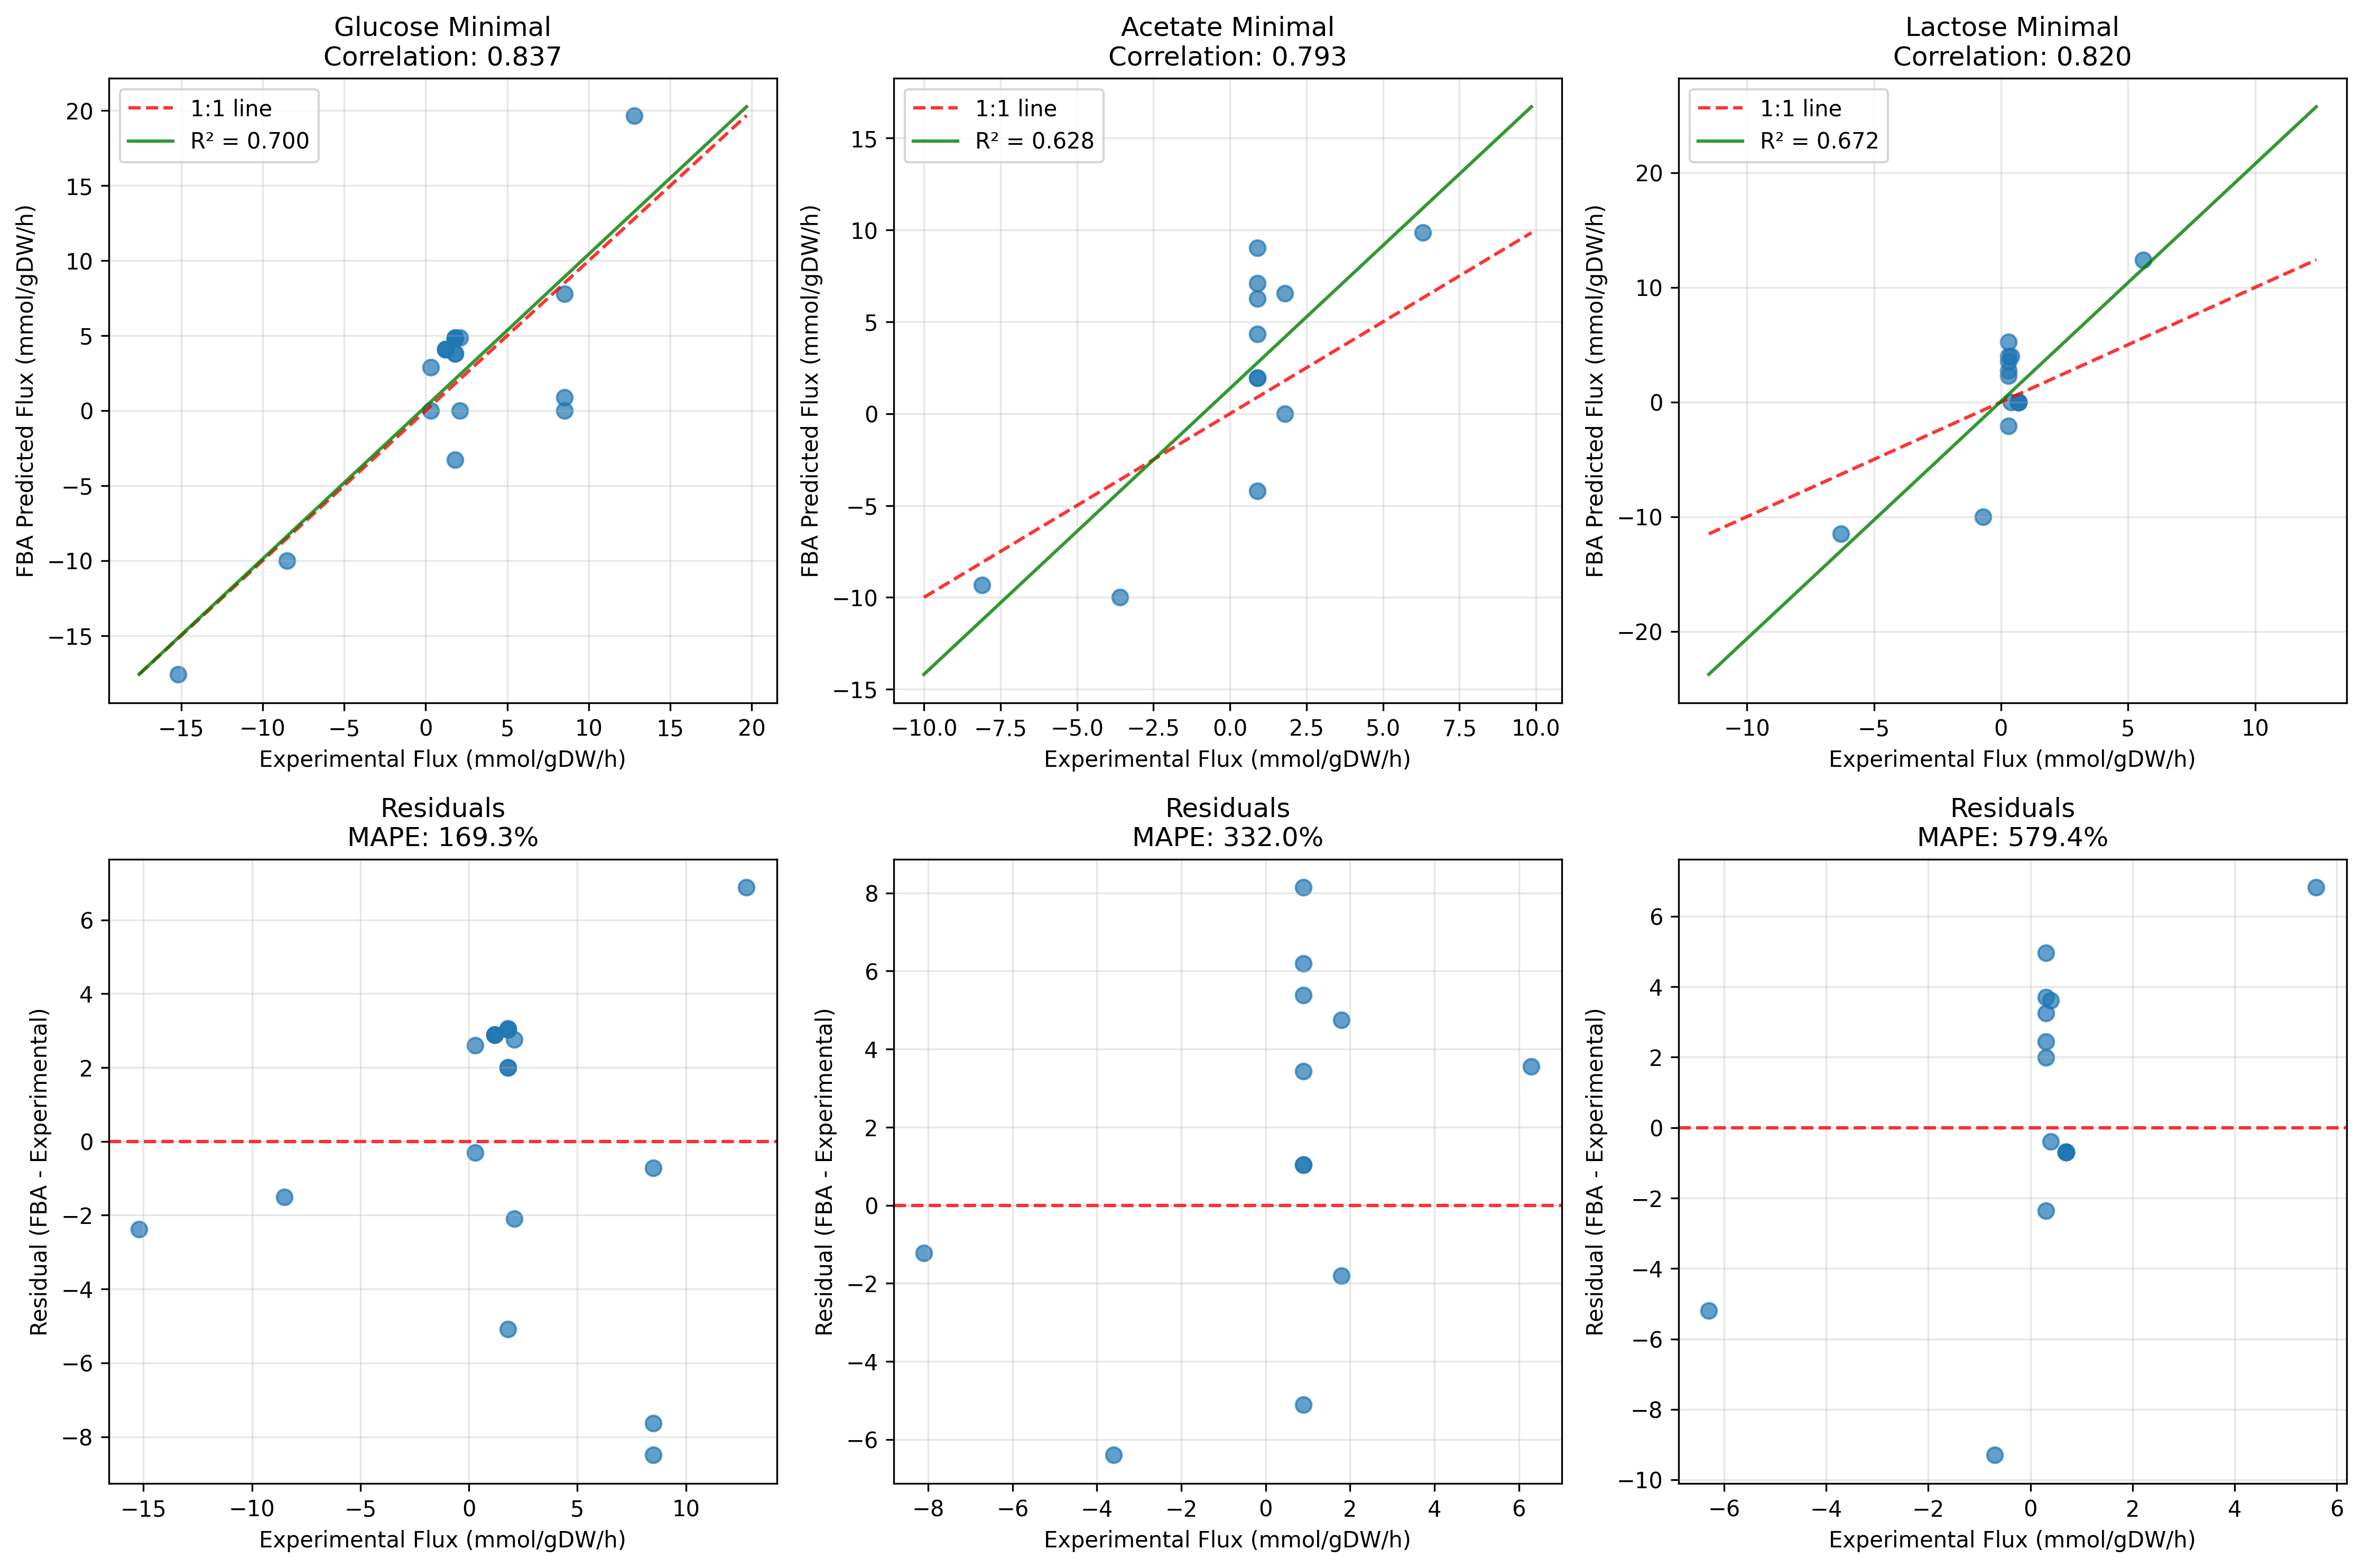 Glucose Minimal
Correlation: 0.837
1:1 line
R² = 0.700
20
15
10
5
0
−5
−10
−15
FBA Predicted Flux (mmol/gDW/h)
−15 −10 −5 0 5 10 15 20
Experimental Flux (mmol/gDW/h)
Acetate Minimal
Correlation: 0.793
1:1 line
R² = 0.628
15
10
5
0
−5
−10
−15
FBA Predicted Flux (mmol/gDW/h)
−10.0 −7.5 −5.0 −2.5 0.0 2.5 5.0 7.5 10.0
Experimental Flux (mmol/gDW/h)
Lactose Minimal
Correlation: 0.820
1:1 line
R² = 0.672
20
10
0
−10
−20
FBA Predicted Flux (mmol/gDW/h)
−10 −5 0 5 10
Experimental Flux (mmol/gDW/h)
Residuals
MAPE: 169.3%
6
4
2
0
−2
−4
−6
−8
Residual (FBA - Experimental)
−15 −10 −5 0 5 10
Experimental Flux (mmol/gDW/h)
Residuals
MAPE: 332.0%
8
6
4
2
0
−2
−4
−6
Residual (FBA - Experimental)
−8 −6 −4 −2 0 2 4 6
Experimental Flux (mmol/gDW/h)
Residuals
MAPE: 579.4%
6
4
2
0
−2
−4
−6
−8
−10
Residual (FBA - Experimental)
−6 −4 −2 0 2 4 6
Experimental Flux (mmol/gDW/h)